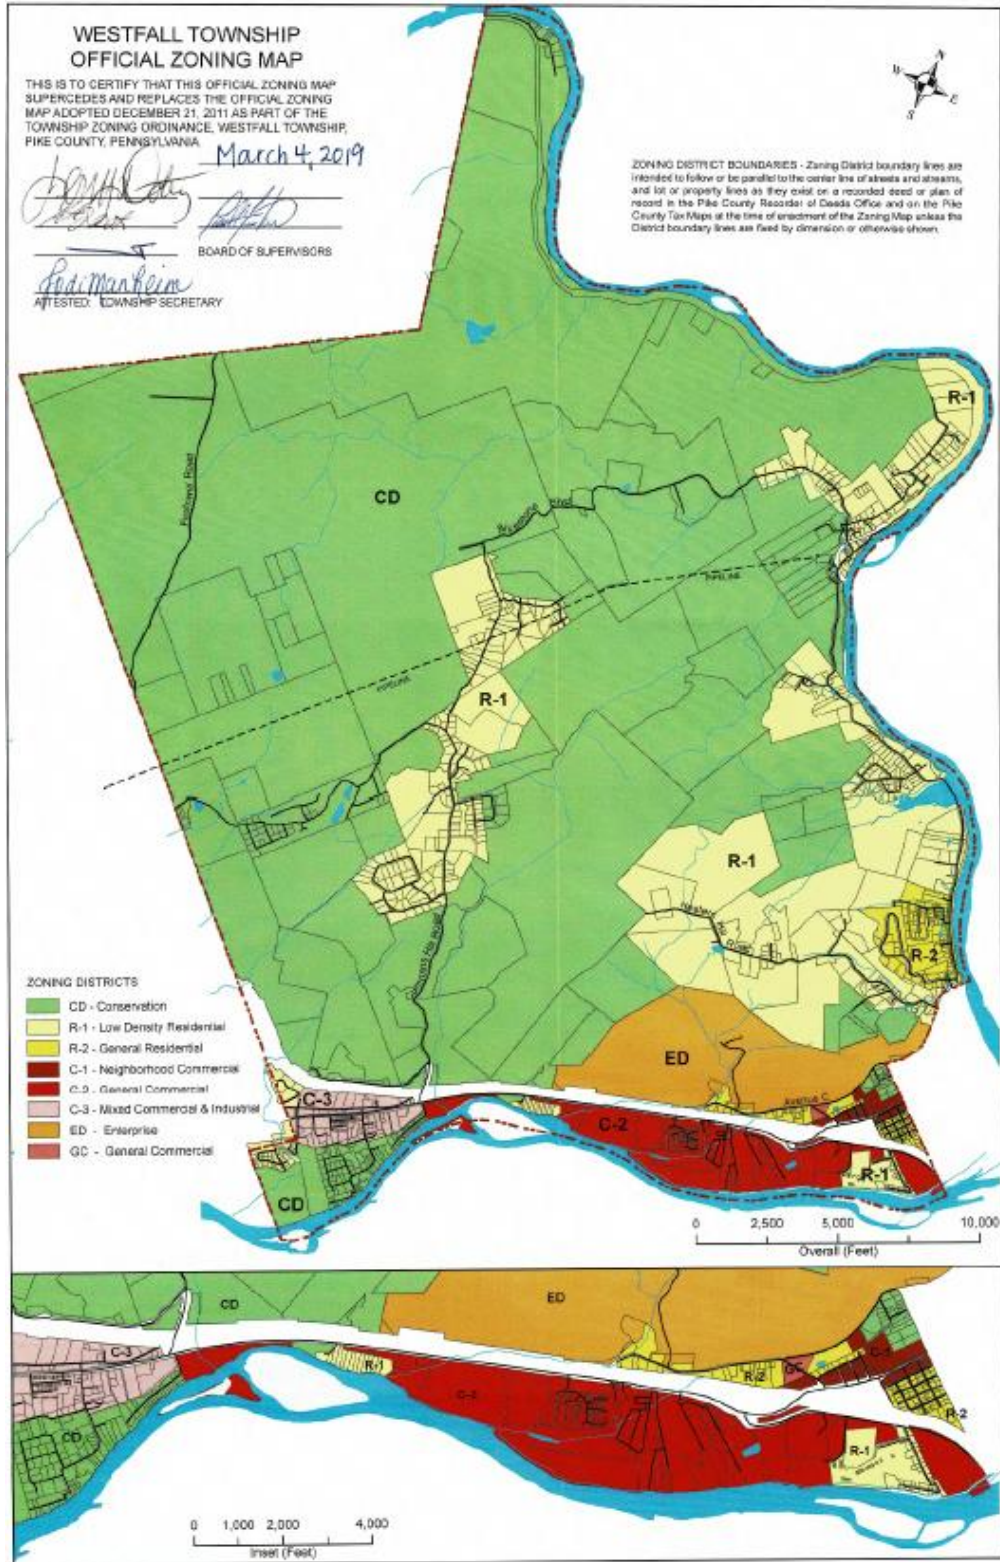 WESTFALL TOWNSHIP
OFFICIAL ZONING MAP
THIS IS TO CERTIFY THAT THIS OFFICIAL ZONING MAP
SUPERCEDES AND REPLACES THE OFFICIAL ZONING
MAP ADOPTED DECEMBER 21, 2011 AS PART OF THE
TOWNSHIP ZONING ORDINANCE, WESTFALL TOWNSHIP,
PIKE COUNTY, PENNSYLVANIA
March 4, 2019
BOARD OF SUPERVISORS
Jodi Manheim
ATTESTED: TOWNSHIP SECRETARY
N
W
E
S
ZONING DISTRICT BOUNDARIES - Zoning District boundary lines are
intended to follow or be parallel to the center line of streets and streams,
and lot or property lines as they exist on a recorded deed or plan of
record in the Pike County Recorder of Deeds Office and on the Pike
County Tax Maps at the time of enactment of the Zoning Map unless the
District boundary lines are fixed by dimension or otherwise shown.
R-1
CD
Road
PIPELINE
PIPELINE
R-1
R-1
R-2
ED
Avenue C
C-3
C-2
R-1
CD
ZONING DISTRICTS
CD - Conservation
R-1 - Low Density Residential
R-2 - General Residential
C-1 - Neighborhood Commercial
C-2 - General Commercial
C-3 - Mixed Commercial & Industrial
ED - Enterprise
GC - General Commercial
0 2,500 5,000 10,000
Overall (Feet)
CD
ED
C-3
R-1
C-2
R-2
GC
C-1
R-2
CD
R-1
0 1,000 2,000 4,000
Inset (Feet)